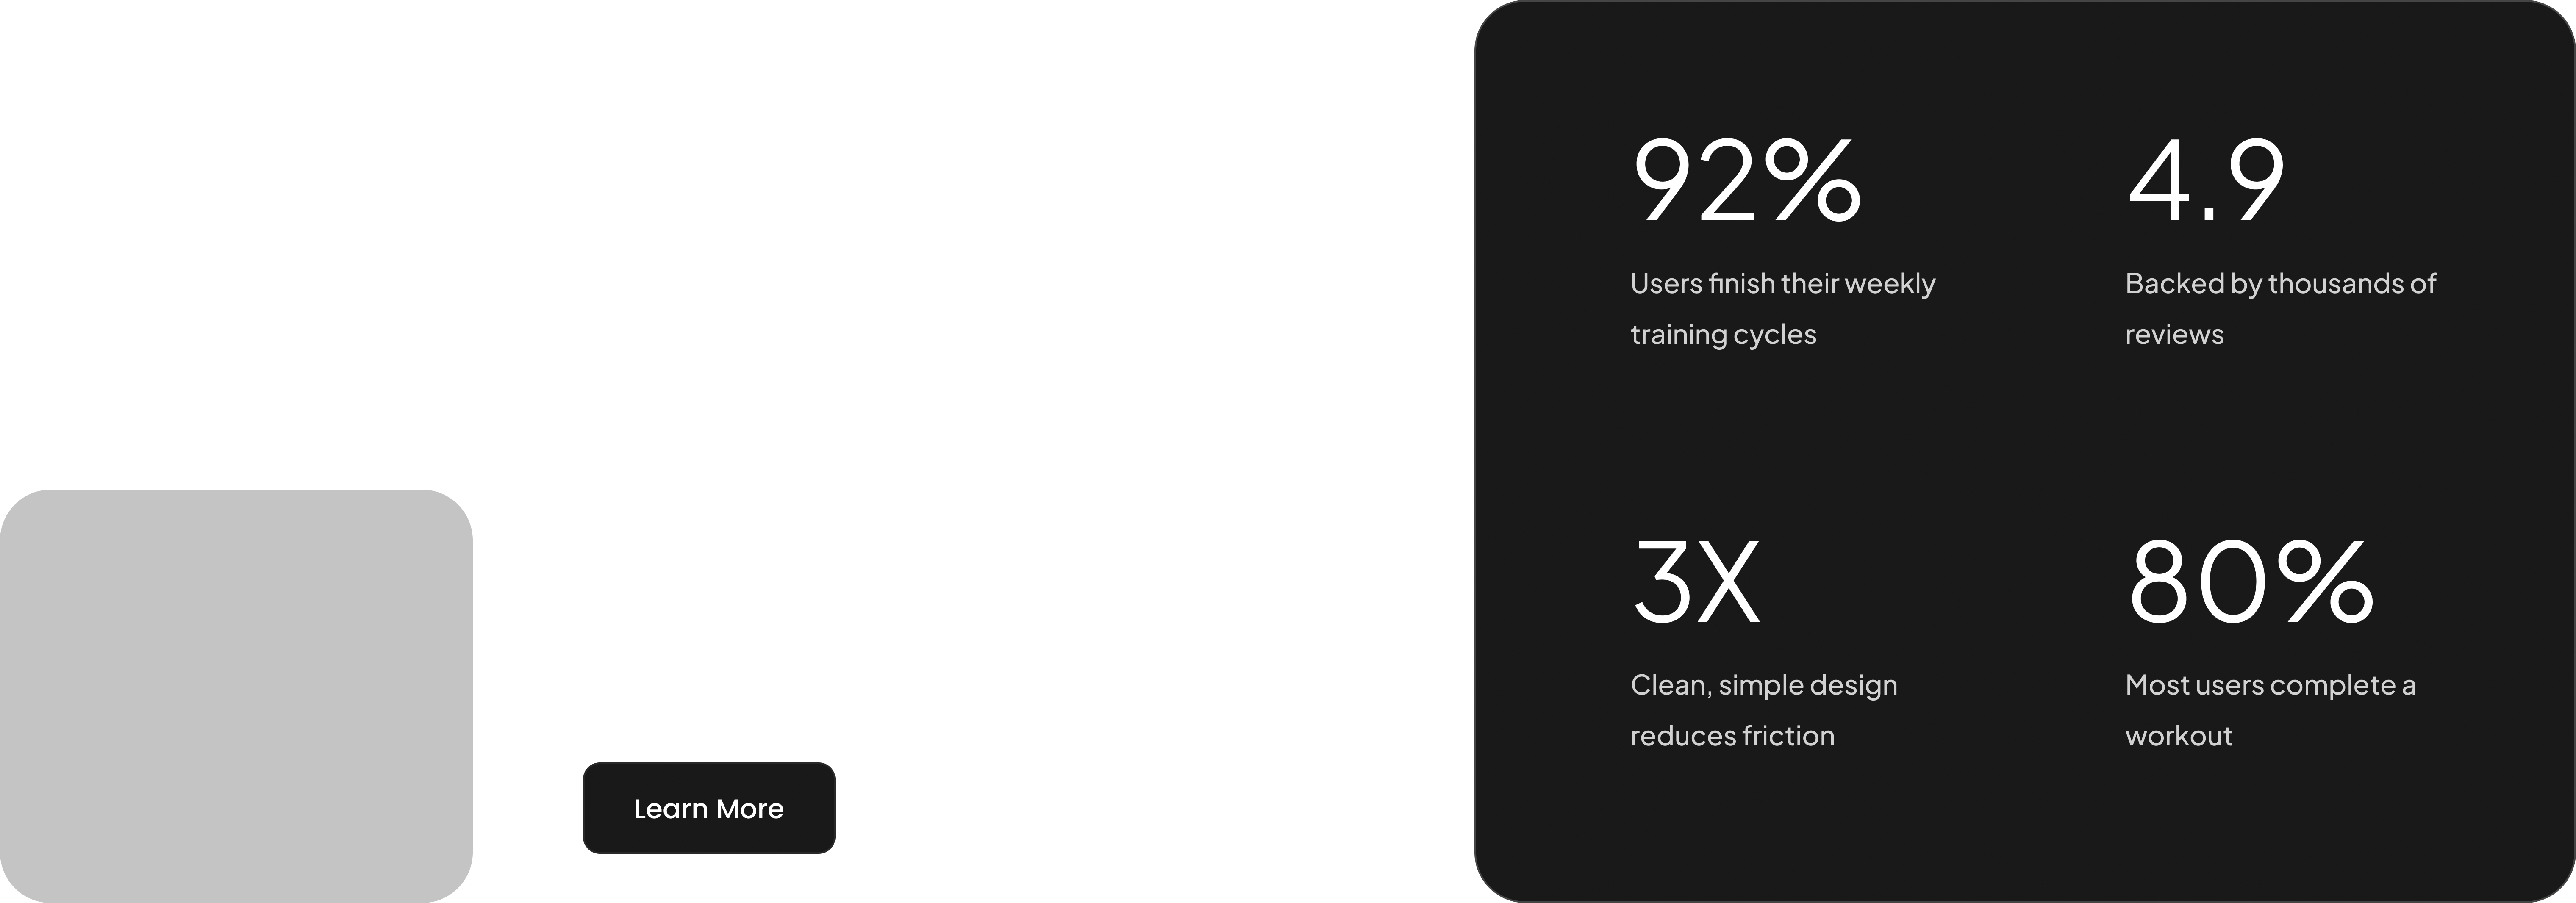 92%
Users finish their weekly
training cycles
4.9
Backed by thousands of
reviews
3X
Clean, simple design
reduces friction
80%
Most users complete a
workout
Learn More